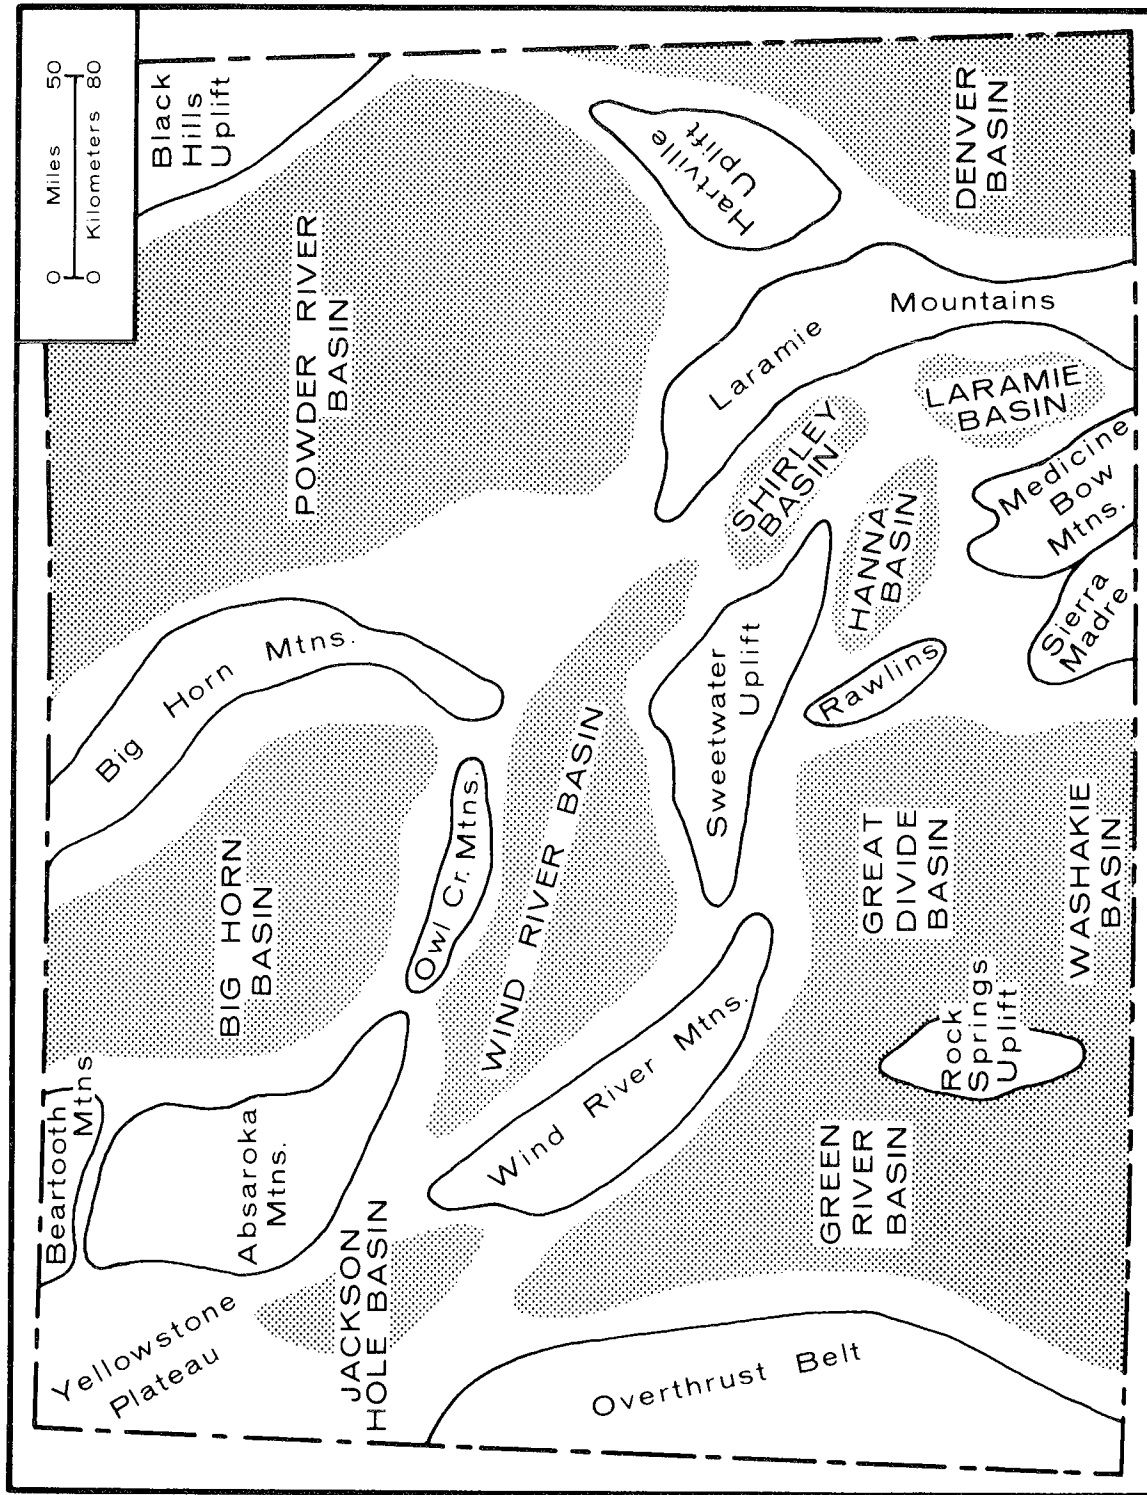 0 Miles 50
0 Kilometers 80
Beartooth
Mtns
Yellowstone
Plateau
Absaroka
Mtns.
BIG HORN
BASIN
Big Horn Mtns.
POWDER RIVER
BASIN
Black
Hills
Uplift
JACKSON
HOLE BASIN
Owl Cr. Mtns.
WIND RIVER BASIN
Wind River Mtns.
Overthrust Belt
Sweetwater
Uplift
SHIRLEY
BASIN
Laramie Mountains
Hartville
Uplift
GREEN
RIVER
BASIN
GREAT
DIVIDE
BASIN
Rawlins
HANNA
BASIN
LARAMIE
BASIN
DENVER
BASIN
Rock
Springs
Uplift
WASHAKIE
BASIN
Sierra
Madre
Medicine
Bow
Mtns.